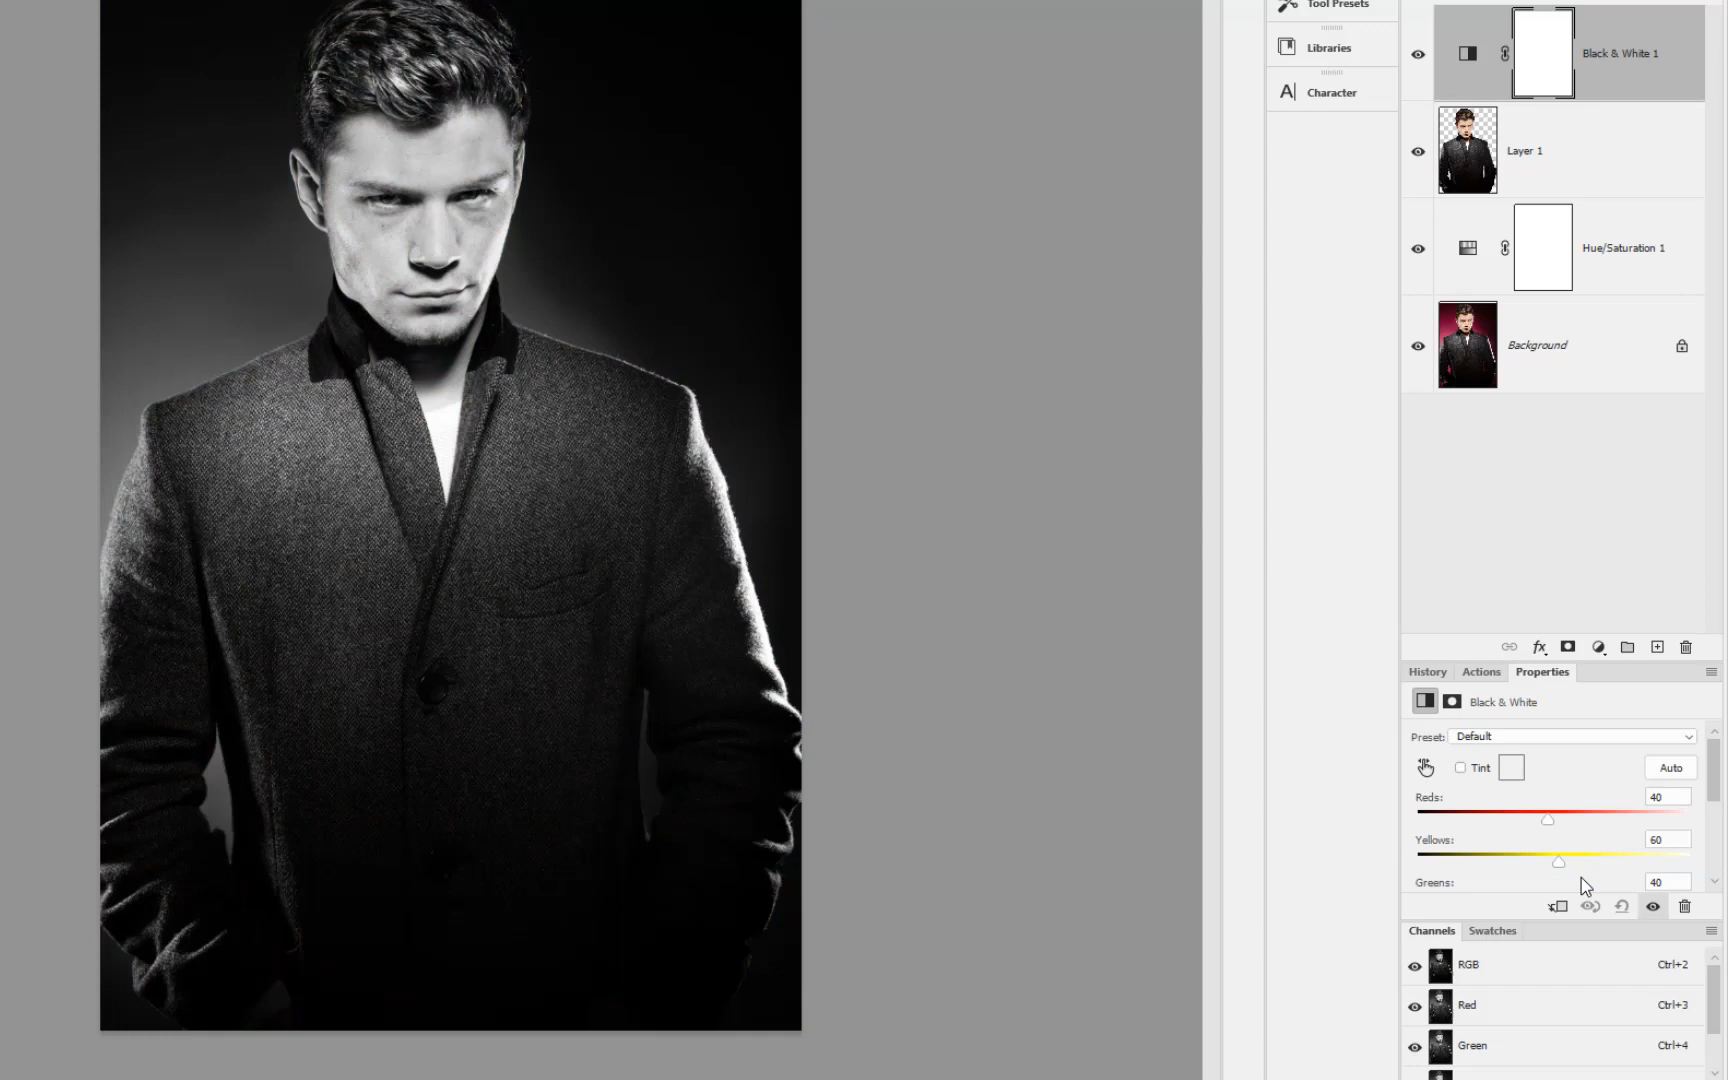 Tool Presets
Libraries
A| Character
Black & White 1
Layer 1
Hue/Saturation 1
Background
fx
History Actions Properties
Black & White
Preset: Default
Tint Auto
Reds: 40
Yellows: 60
Greens: 40
Channels Swatches
RGB Ctrl+2
Red Ctrl+3
Green Ctrl+4